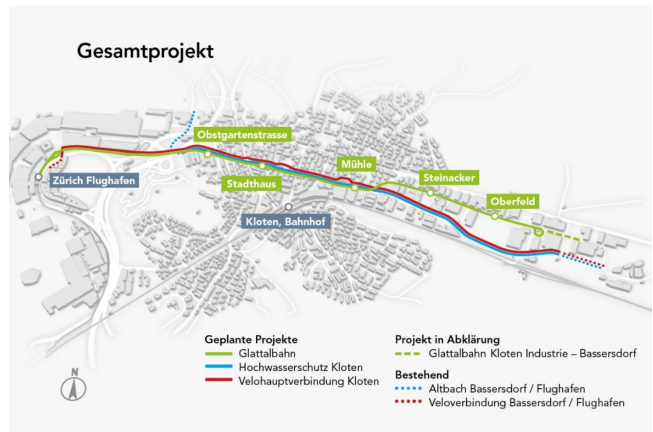 Gesamtprojekt
Obstgartenstrasse
Zürich Flughafen
Stadthaus
Mühle
Steinacker
Oberfeld
Kloten, Bahnhof
Geplante Projekte
Glattalbahn
Hochwasserschutz Kloten
Velohauptverbindung Kloten
Projekt in Abklärung
Glattalbahn Kloten Industrie – Bassersdorf
Bestehend
Altbach Bassersdorf / Flughafen
Veloverbindung Bassersdorf / Flughafen
N